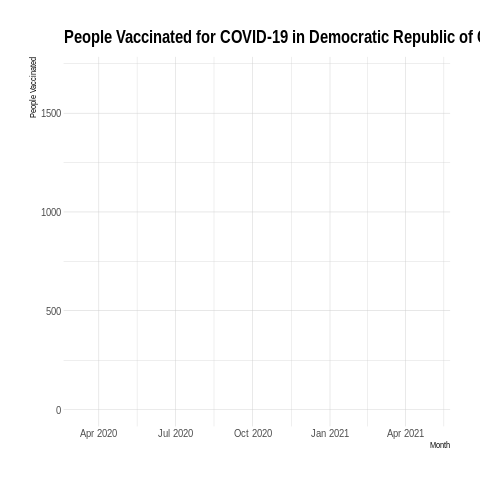 People Vaccinated for COVID-19 in Democratic Republic of
People Vaccinated
1500
1000
500
0
Apr 2020 Jul 2020 Oct 2020 Jan 2021 Apr 2021
Month